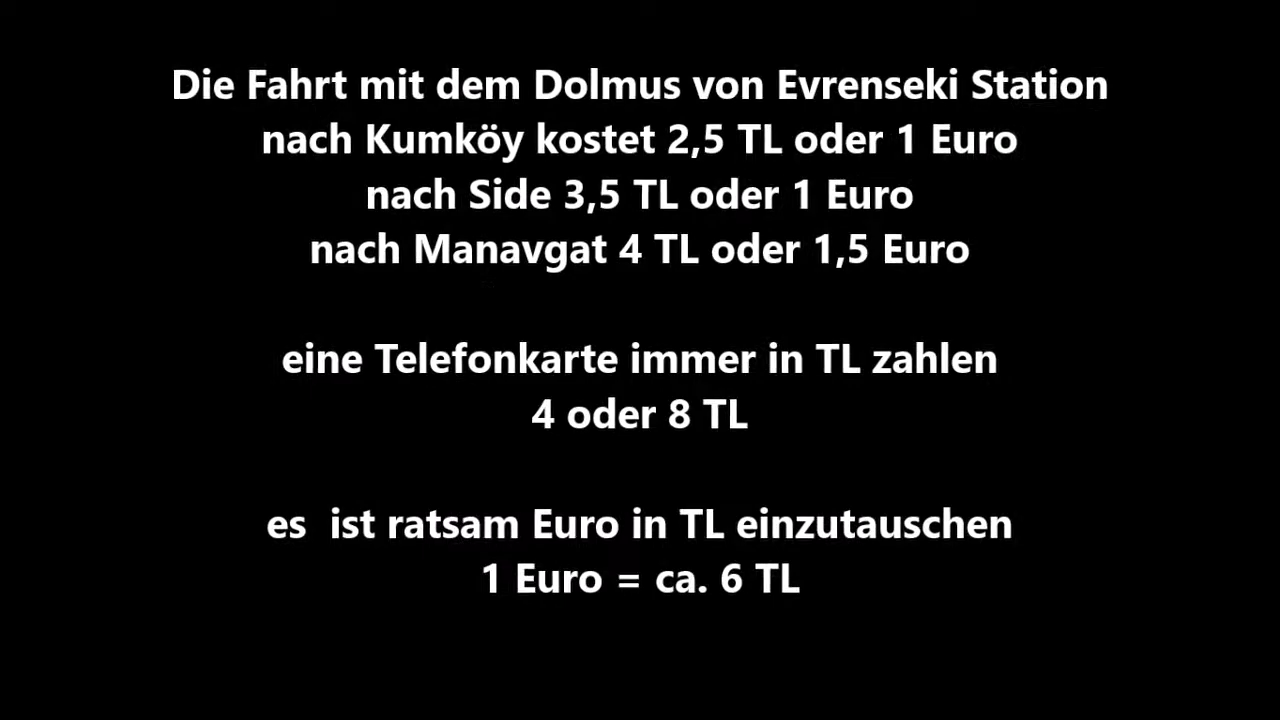 Die Fahrt mit dem Dolmus von Evrenseki Station
nach Kumköy kostet 2,5 TL oder 1 Euro
nach Side 3,5 TL oder 1 Euro
nach Manavgat 4 TL oder 1,5 Euro
eine Telefonkarte immer in TL zahlen
4 oder 8 TL
es  ist ratsam Euro in TL einzutauschen
1 Euro = ca. 6 TL